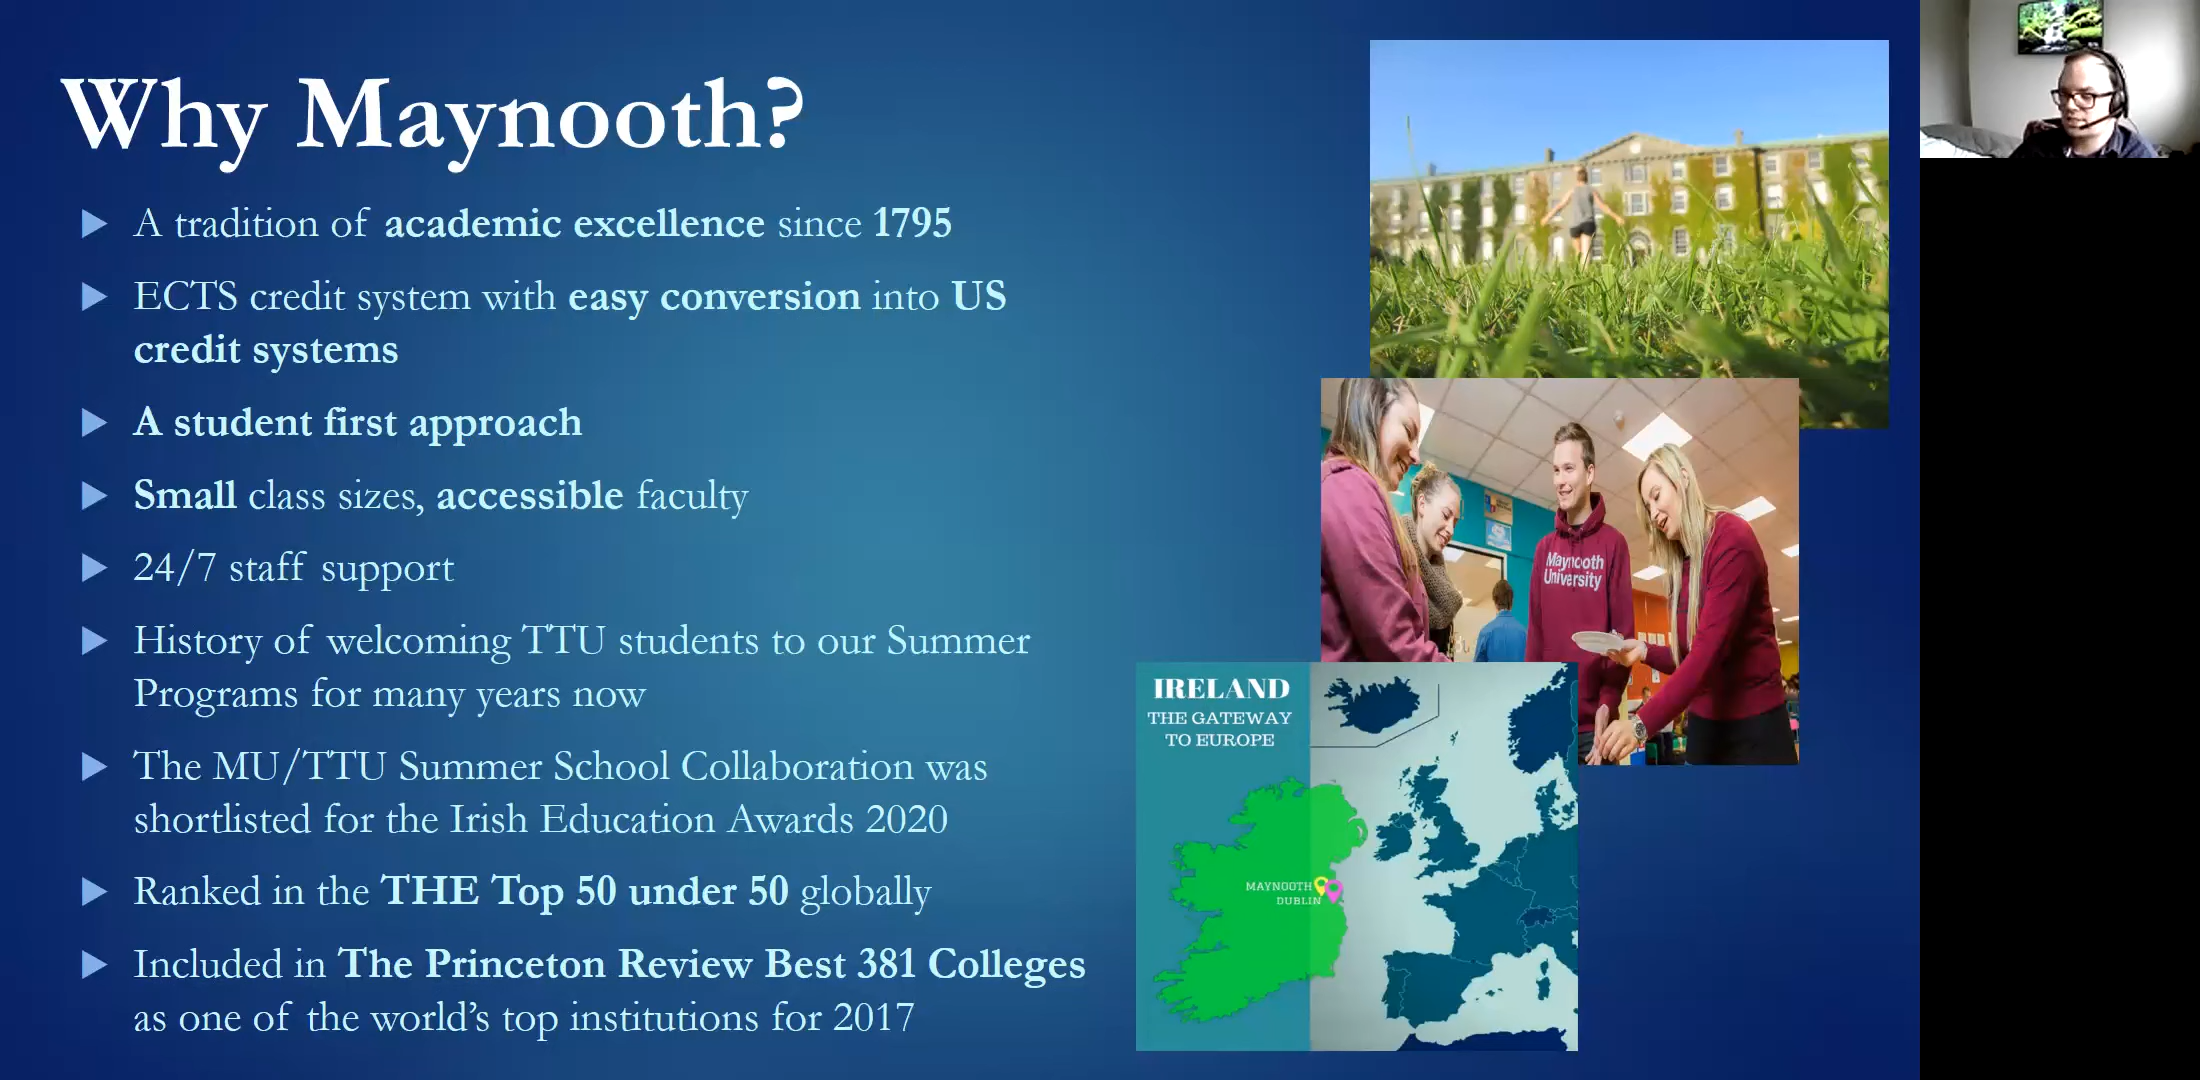 Why Maynooth?
A tradition of academic excellence since 1795
ECTS credit system with easy conversion into US
credit systems
A student first approach
Small class sizes, accessible faculty
24/7 staff support
History of welcoming TTU students to our Summer
Programs for many years now
The MU/TTU Summer School Collaboration was
shortlisted for the Irish Education Awards 2020
Ranked in the THE Top 50 under 50 globally
Included in The Princeton Review Best 381 Colleges
as one of the world's top institutions for 2017
Maynooth
University
IRELAND
THE GATEWAY
TO EUROPE
MAYNOOTH
DUBLIN